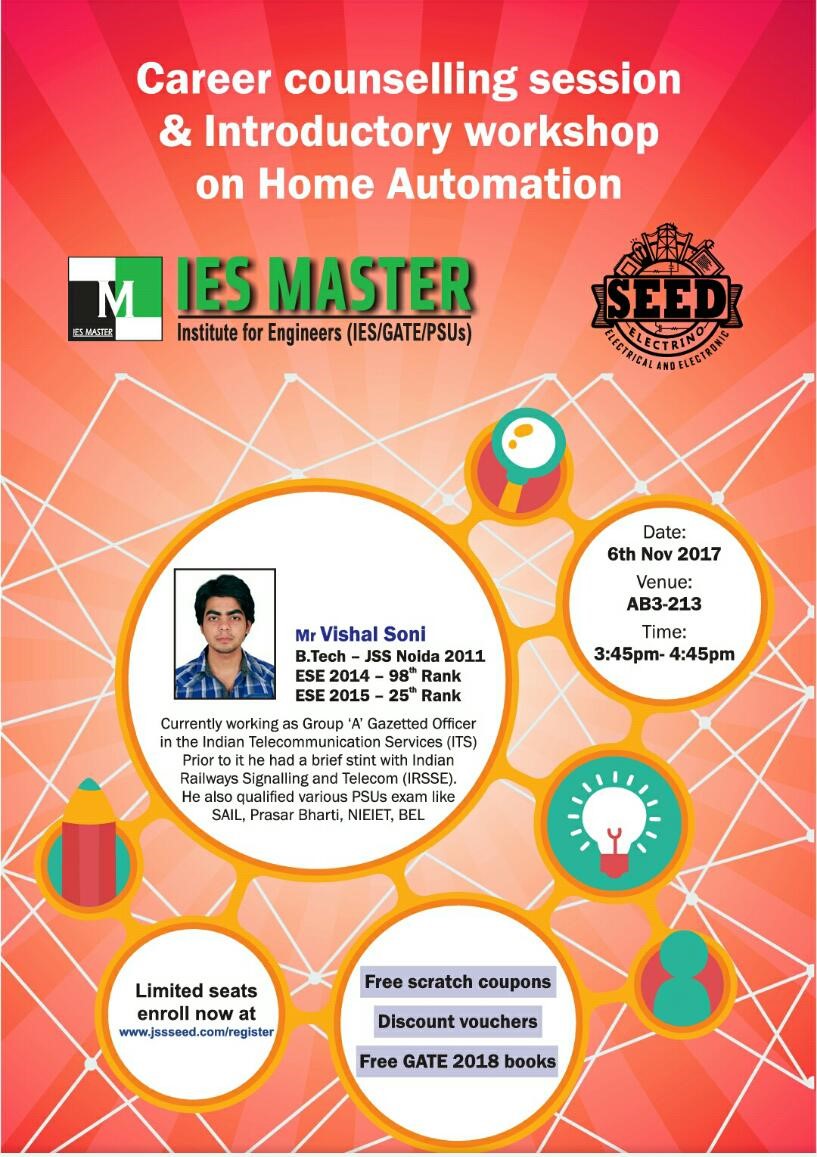 Career counselling session
& Introductory workshop
on Home Automation
M
IES MASTER
IES MASTER
Institute for Engineers (IES/GATE/PSUs)
SEED
ELECTRINO
ELECTRICAL AND ELECTRONIC
Date:
6th Nov 2017
Venue:
AB3-213
Time:
3:45pm- 4:45pm
Mr Vishal Soni
B.Tech – JSS Noida 2011
ESE 2014 – 98th Rank
ESE 2015 – 25th Rank
Currently working as Group ‘A’ Gazetted Officer
in the Indian Telecommunication Services (ITS)
Prior to it he had a brief stint with Indian
Railways Signalling and Telecom (IRSSE).
He also qualified various PSUs exam like
SAIL, Prasar Bharti, NIEIET, BEL
Limited seats
enroll now at
www.jssseed.com/register
Free scratch coupons
Discount vouchers
Free GATE 2018 books